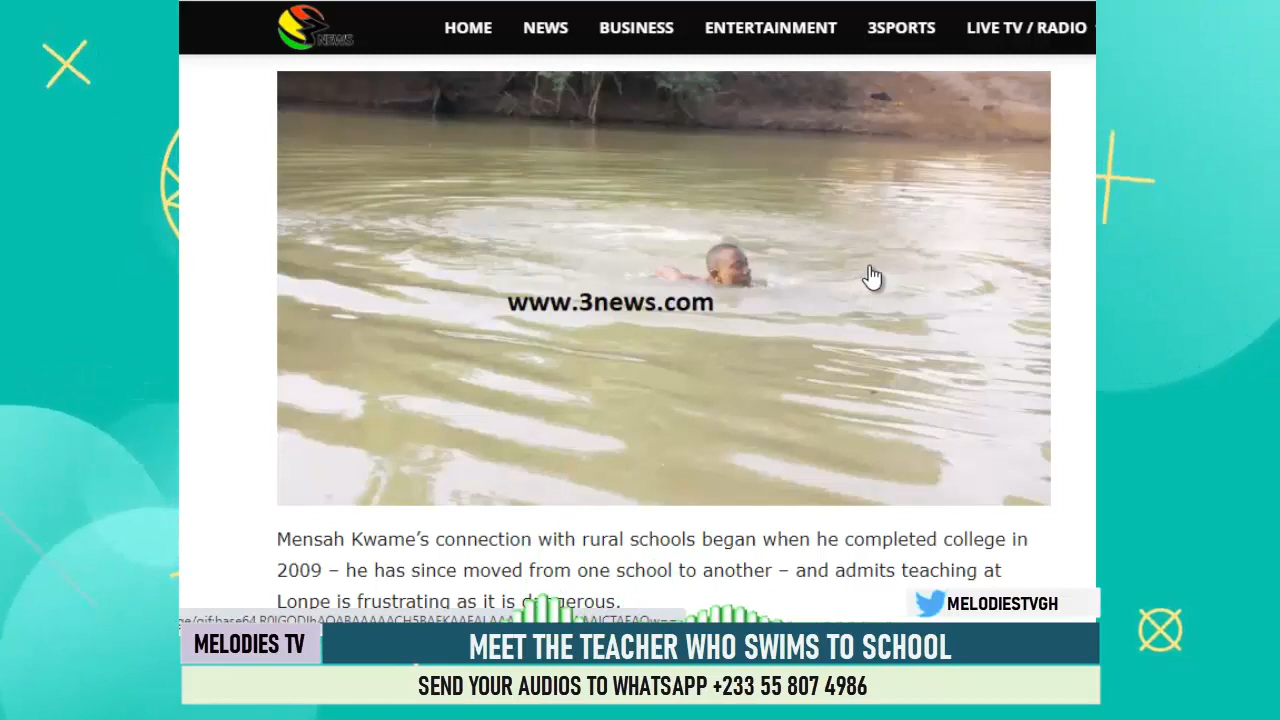 3NEWS
HOME NEWS BUSINESS ENTERTAINMENT 3SPORTS LIVE TV / RADIO
www.3news.com
Mensah Kwame’s connection with rural schools began when he completed college in
2009 – he has since moved from one school to another – and admits teaching at
Lonpe is frustrating as it is dangerous.
MELODIESTVGH
MELODIES TV
MEET THE TEACHER WHO SWIMS TO SCHOOL
SEND YOUR AUDIOS TO WHATSAPP +233 55 807 4986